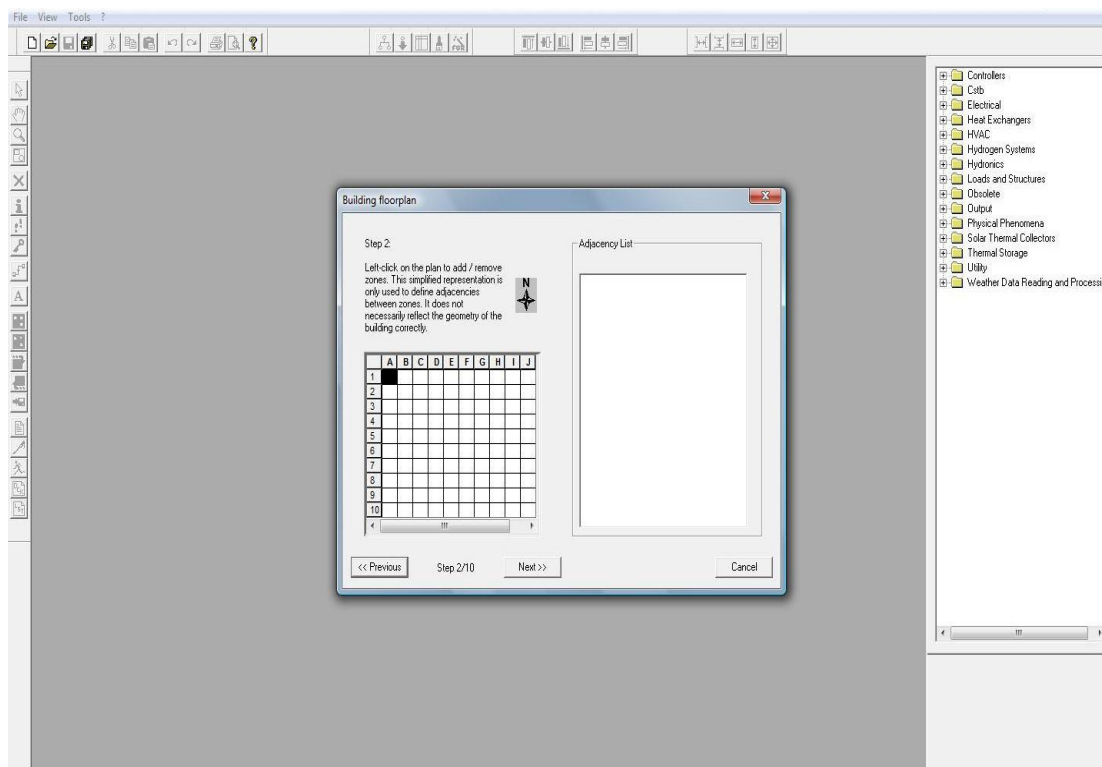 File View Tools ?
Controllers
Cstb
Electrical
Heat Exchangers
HVAC
Hydrogen Systems
Hydronics
Loads and Structures
Obsolete
Output
Physical Phenomena
Solar Thermal Collectors
Thermal Storage
Utility
Weather Data Reading and Processi
Building floorplan
Step 2:
Left-click on the plan to add / remove
zones. This simplified representation is
only used to define adjacencies
between zones. It does not
necessarily reflect the geometry of the
building correctly.
N
Adjacency List
A B C D E F G H I J
1
2
3
4
5
6
7
8
9
10
<< Previous
Step 2/10
Next >>
Cancel